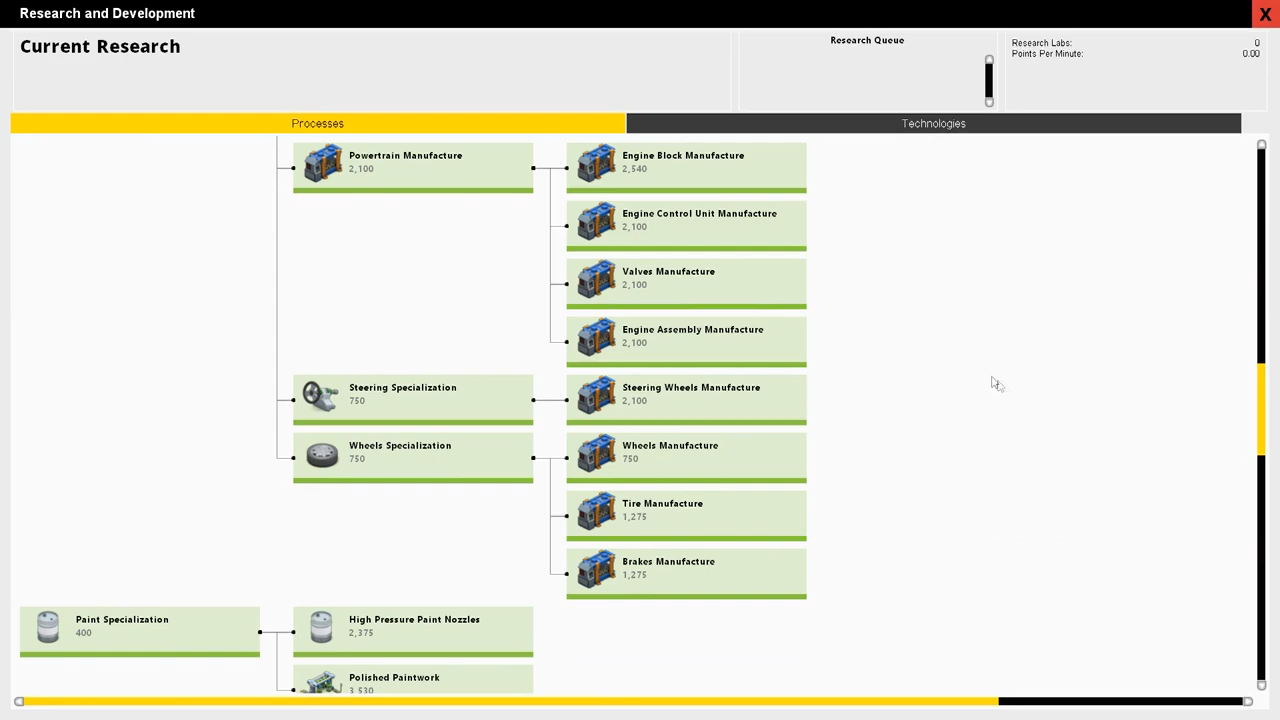 Research and Development
X
Current Research
Research Queue
Research Labs: 0
Points Per Minute: 0.00
Processes
Technologies
Powertrain Manufacture
2,100
Engine Block Manufacture
2,540
Engine Control Unit Manufacture
2,100
Valves Manufacture
2,100
Engine Assembly Manufacture
2,100
Steering Specialization
750
Steering Wheels Manufacture
2,100
Wheels Specialization
750
Wheels Manufacture
750
Tire Manufacture
1,275
Brakes Manufacture
1,275
Paint Specialization
400
High Pressure Paint Nozzles
2,375
Polished Paintwork
3,530